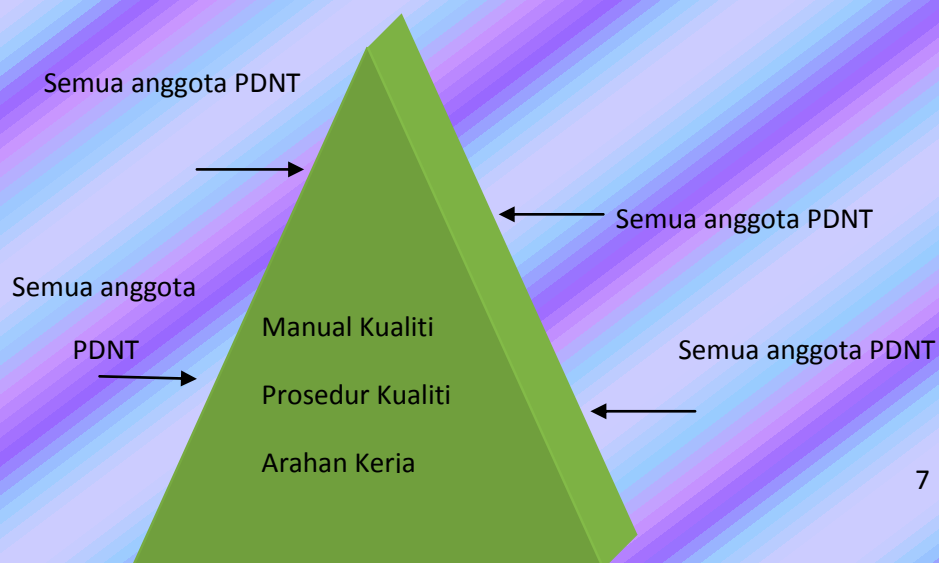 Semua anggota PDNT
Semua anggota PDNT
Semua anggota
PDNT
Manual Kualiti
Prosedur Kualiti
Arahan Kerja
Semua anggota PDNT
7